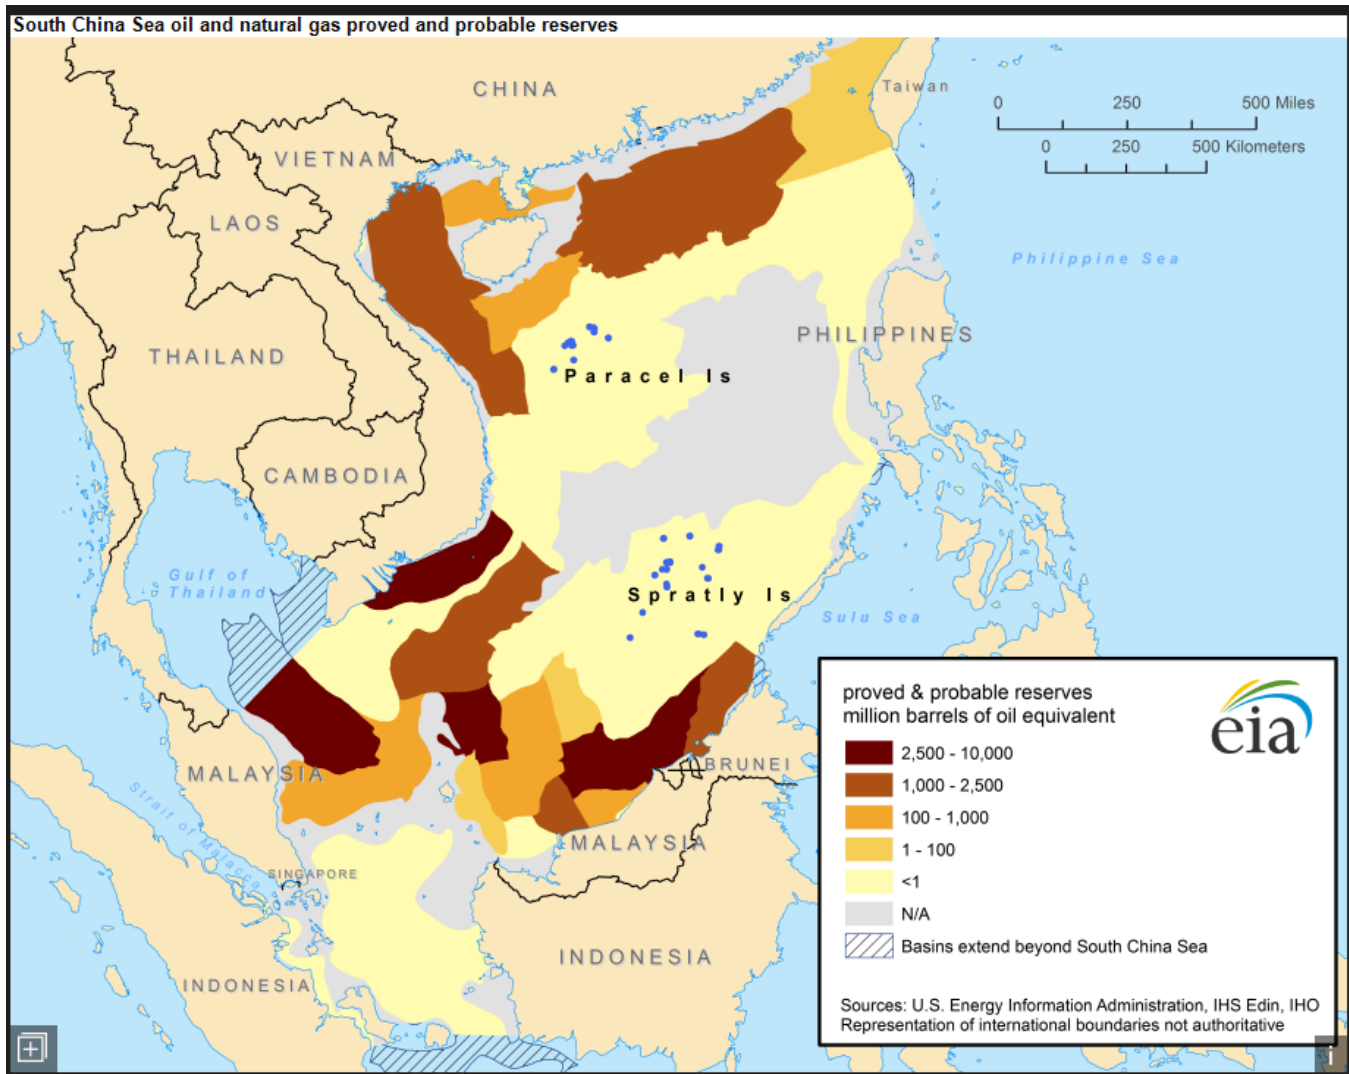 South China Sea oil and natural gas proved and probable reserves
CHINA
Taiwan
0 250 500 Miles
0 250 500 Kilometers
VIETNAM
LAOS
Philippine Sea
THAILAND
PHILIPPINES
Paracel Is
CAMBODIA
Gulf of
Thailand
Spratly Is
Sulu Sea
proved & probable reserves
million barrels of oil equivalent
eia
2,500 - 10,000
1,000 - 2,500
100 - 1,000
1 - 100
<1
N/A
Basins extend beyond South China Sea
Sources: U.S. Energy Information Administration, IHS Edin, IHO
Representation of international boundaries not authoritative
BRUNEI
MALAYSIA
Strait of Malacca
MALAYSIA
SINGAPORE
INDONESIA
INDONESIA
i